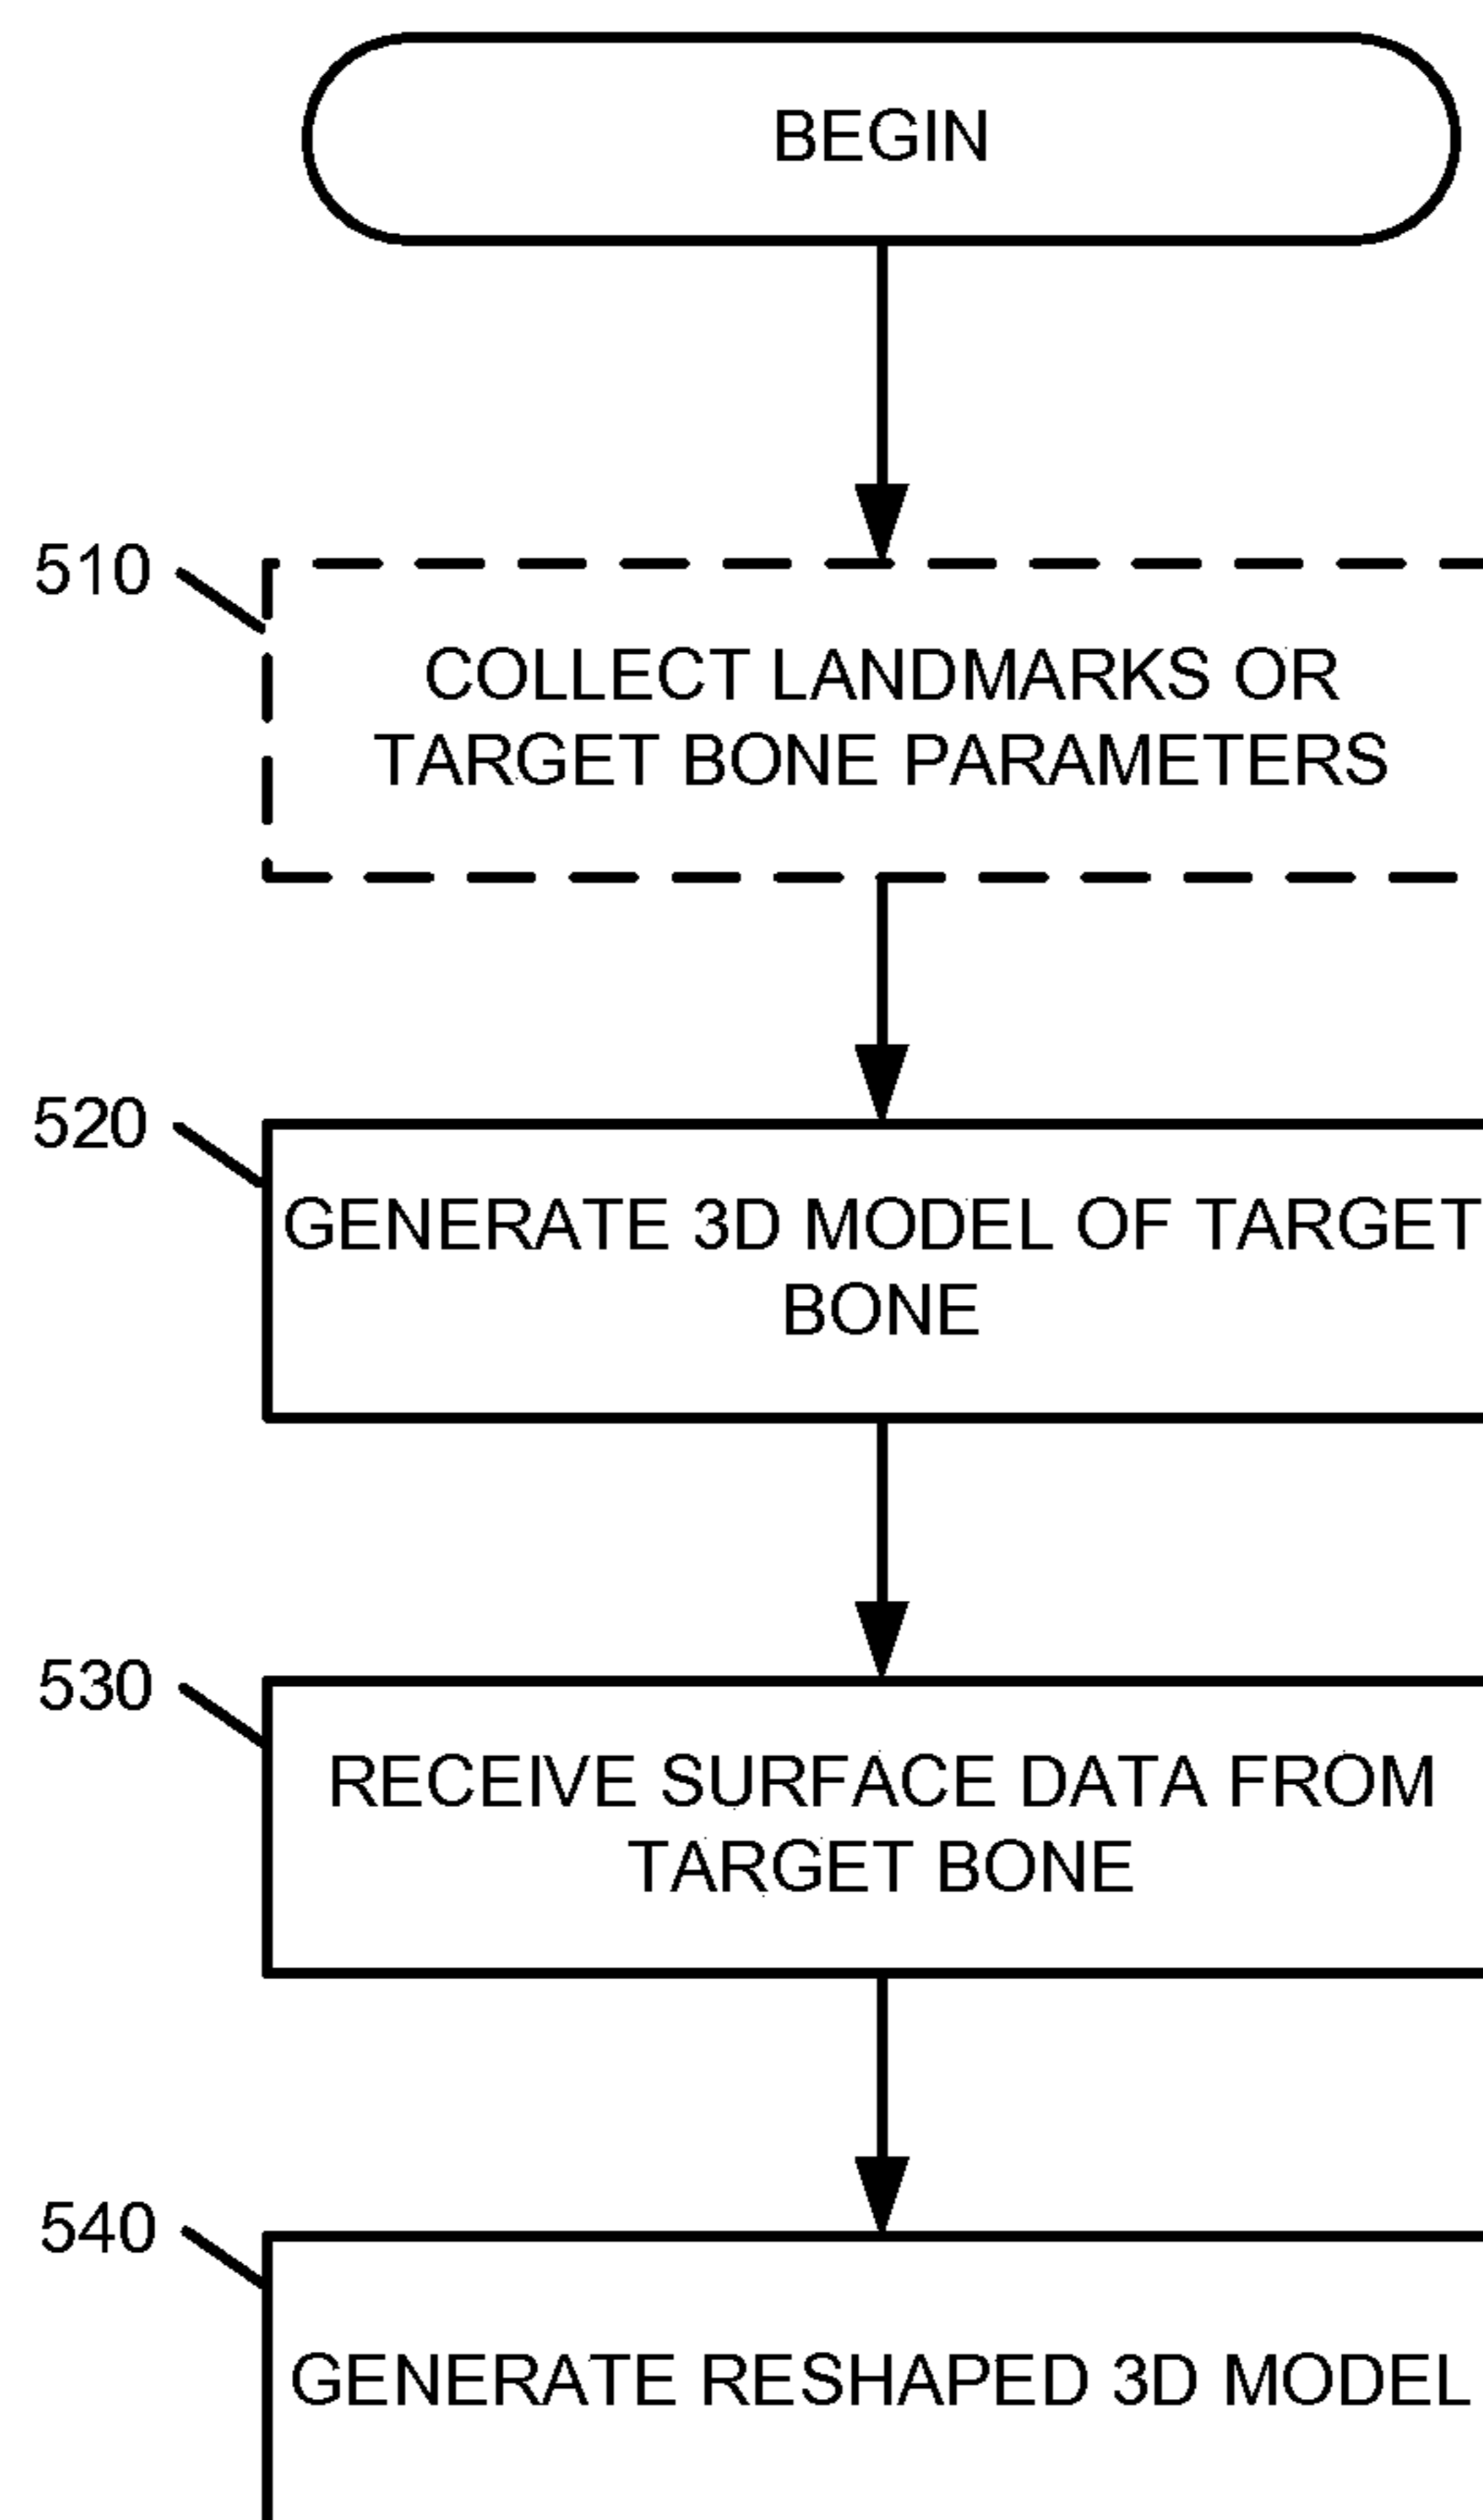 BEGIN
510
COLLECT LANDMARKS OR
TARGET BONE PARAMETERS
520
GENERATE 3D MODEL OF TARGET
BONE
530
RECEIVE SURFACE DATA FROM
TARGET BONE
540
GENERATE RESHAPED 3D MODEL